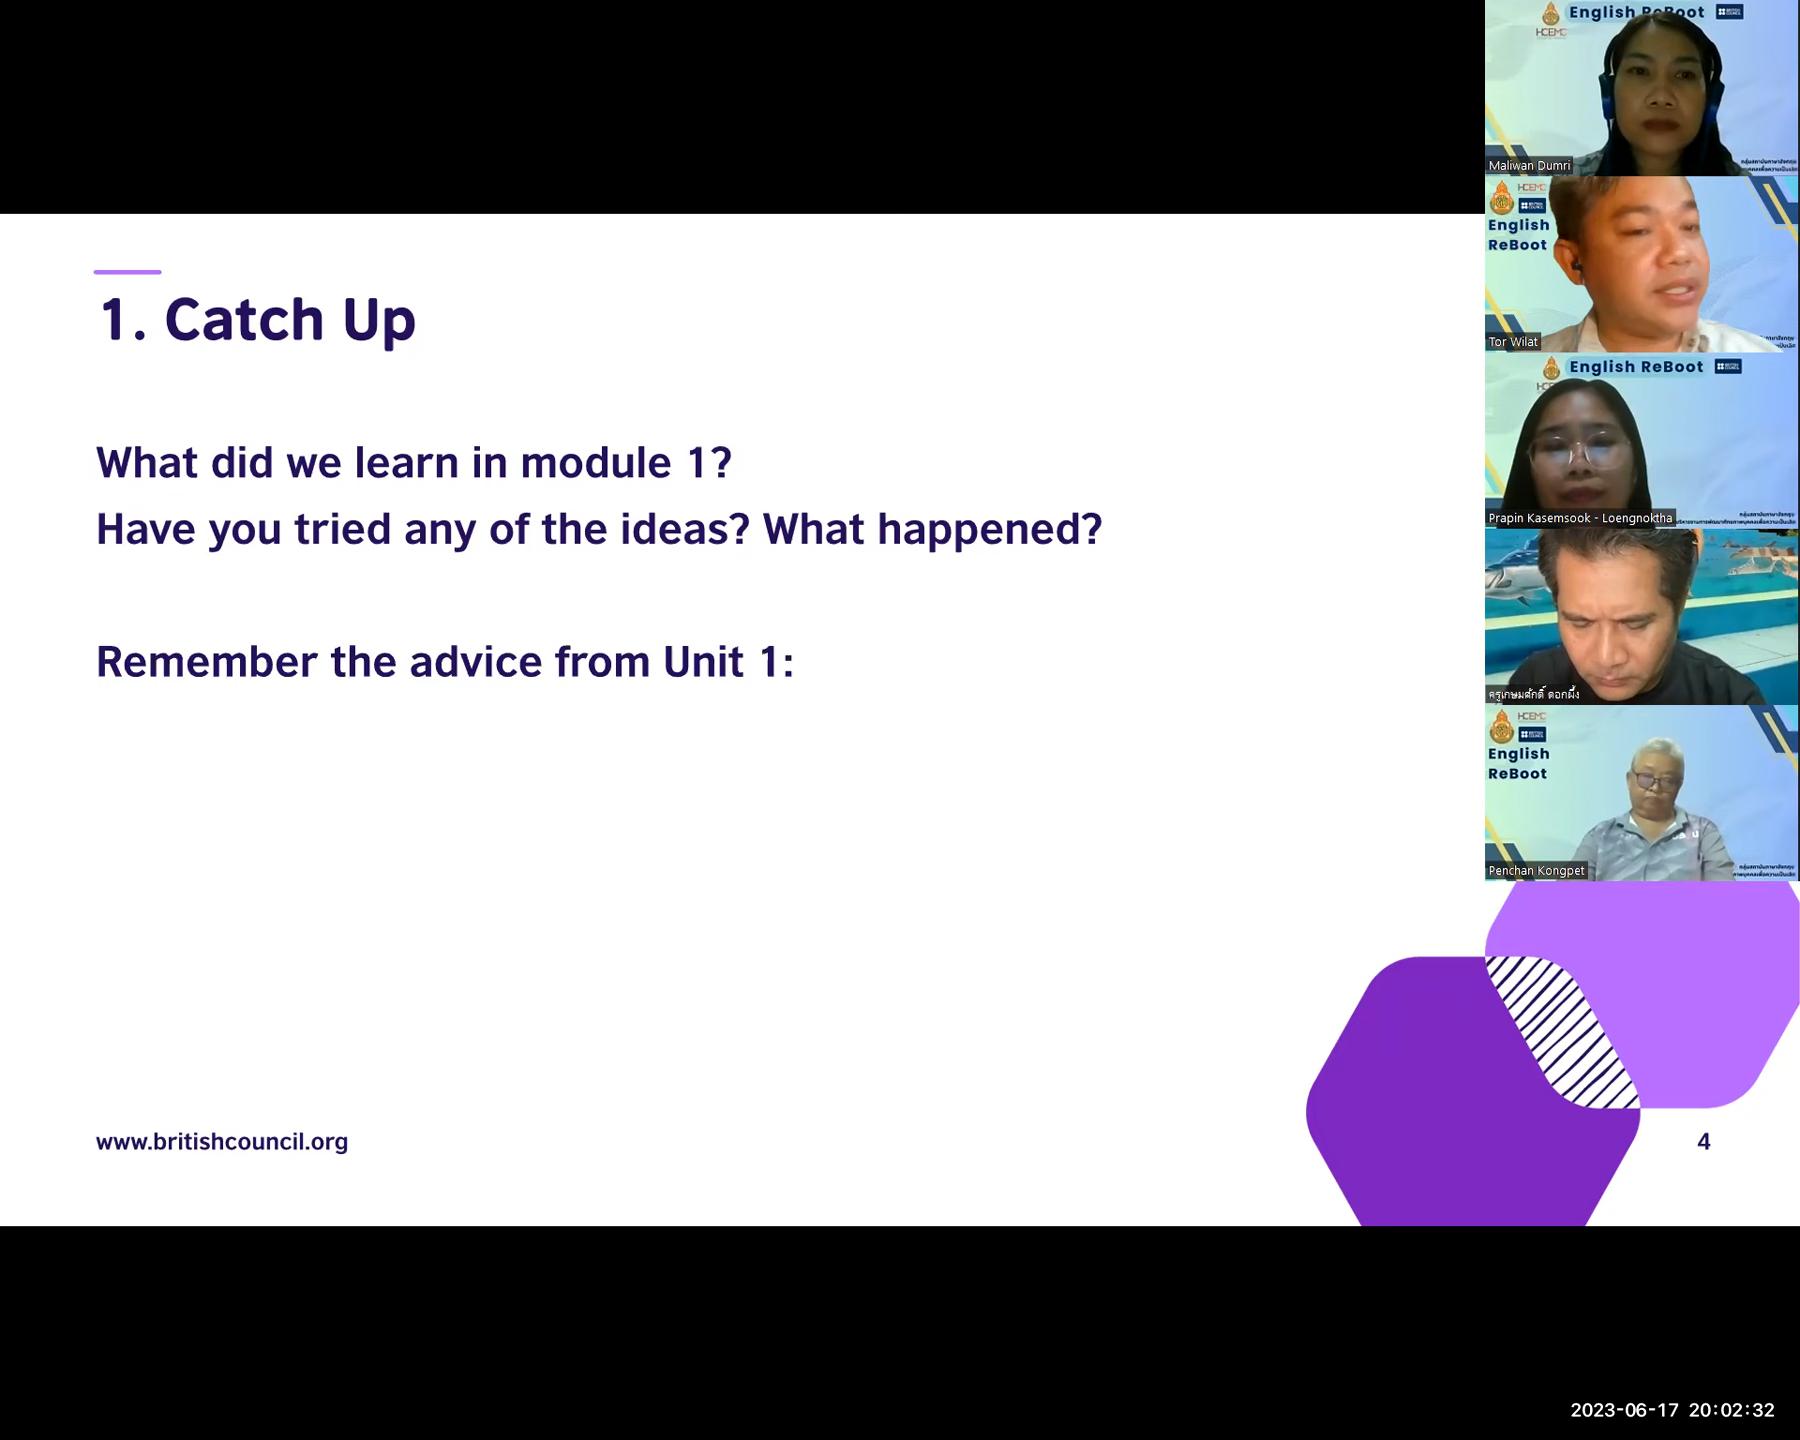 1. Catch Up
What did we learn in module 1?
Have you tried any of the ideas? What happened?
Remember the advice from Unit 1:
www.britishcouncil.org
4
English ReBoot
HCEMC
Maliwan Dumri
HCEMC
English
ReBoot
Tor Wilat
English ReBoot
Prapin Kasemsook - Loengnoktha
ครูเกษมศักดิ์ ดอกผึ้ง
HCEMC
English
ReBoot
Penchan Kongpet
2023-06-17 20:02:32